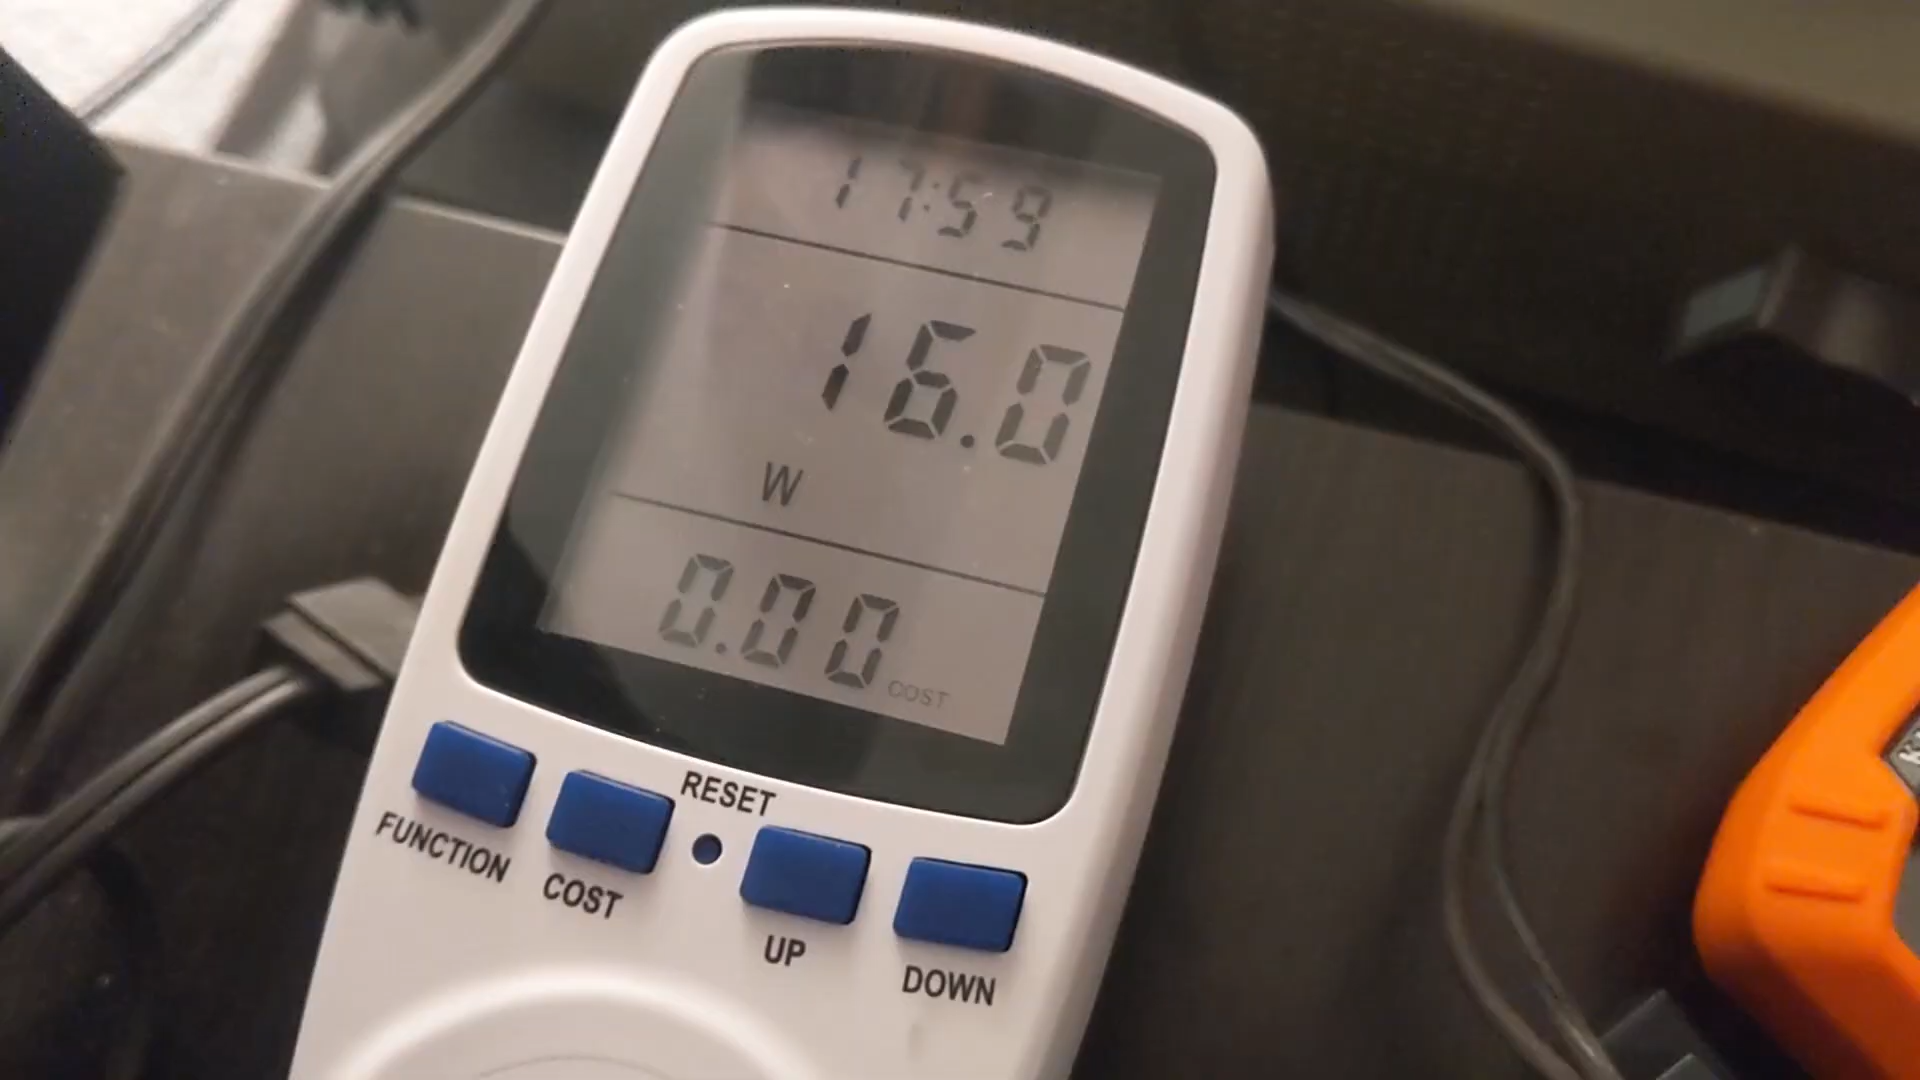 17:59
16.0
W
0.00 COST
RESET
FUNCTION COST UP DOWN